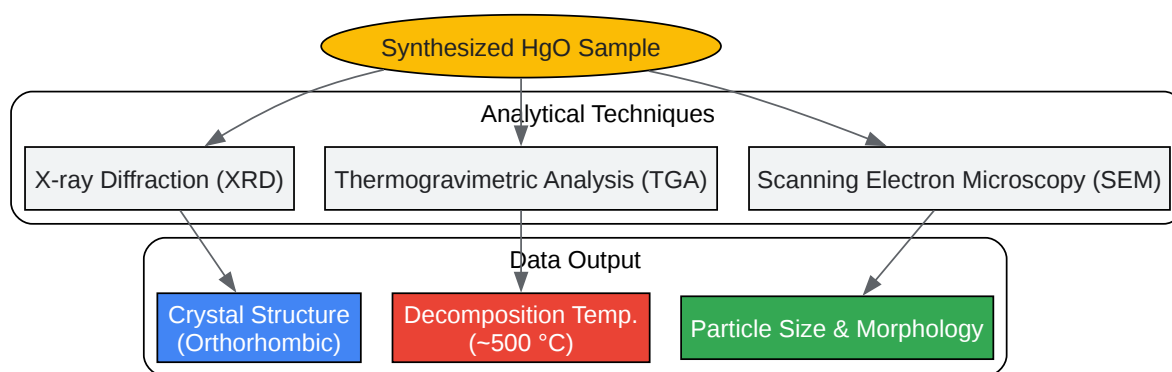 Synthesized HgO Sample
Analytical Techniques
X-ray Diffraction (XRD)
Thermogravimetric Analysis (TGA)
Scanning Electron Microscopy (SEM)
Data Output
Crystal Structure
(Orthorhombic)
Decomposition Temp.
(~500 °C)
Particle Size & Morphology